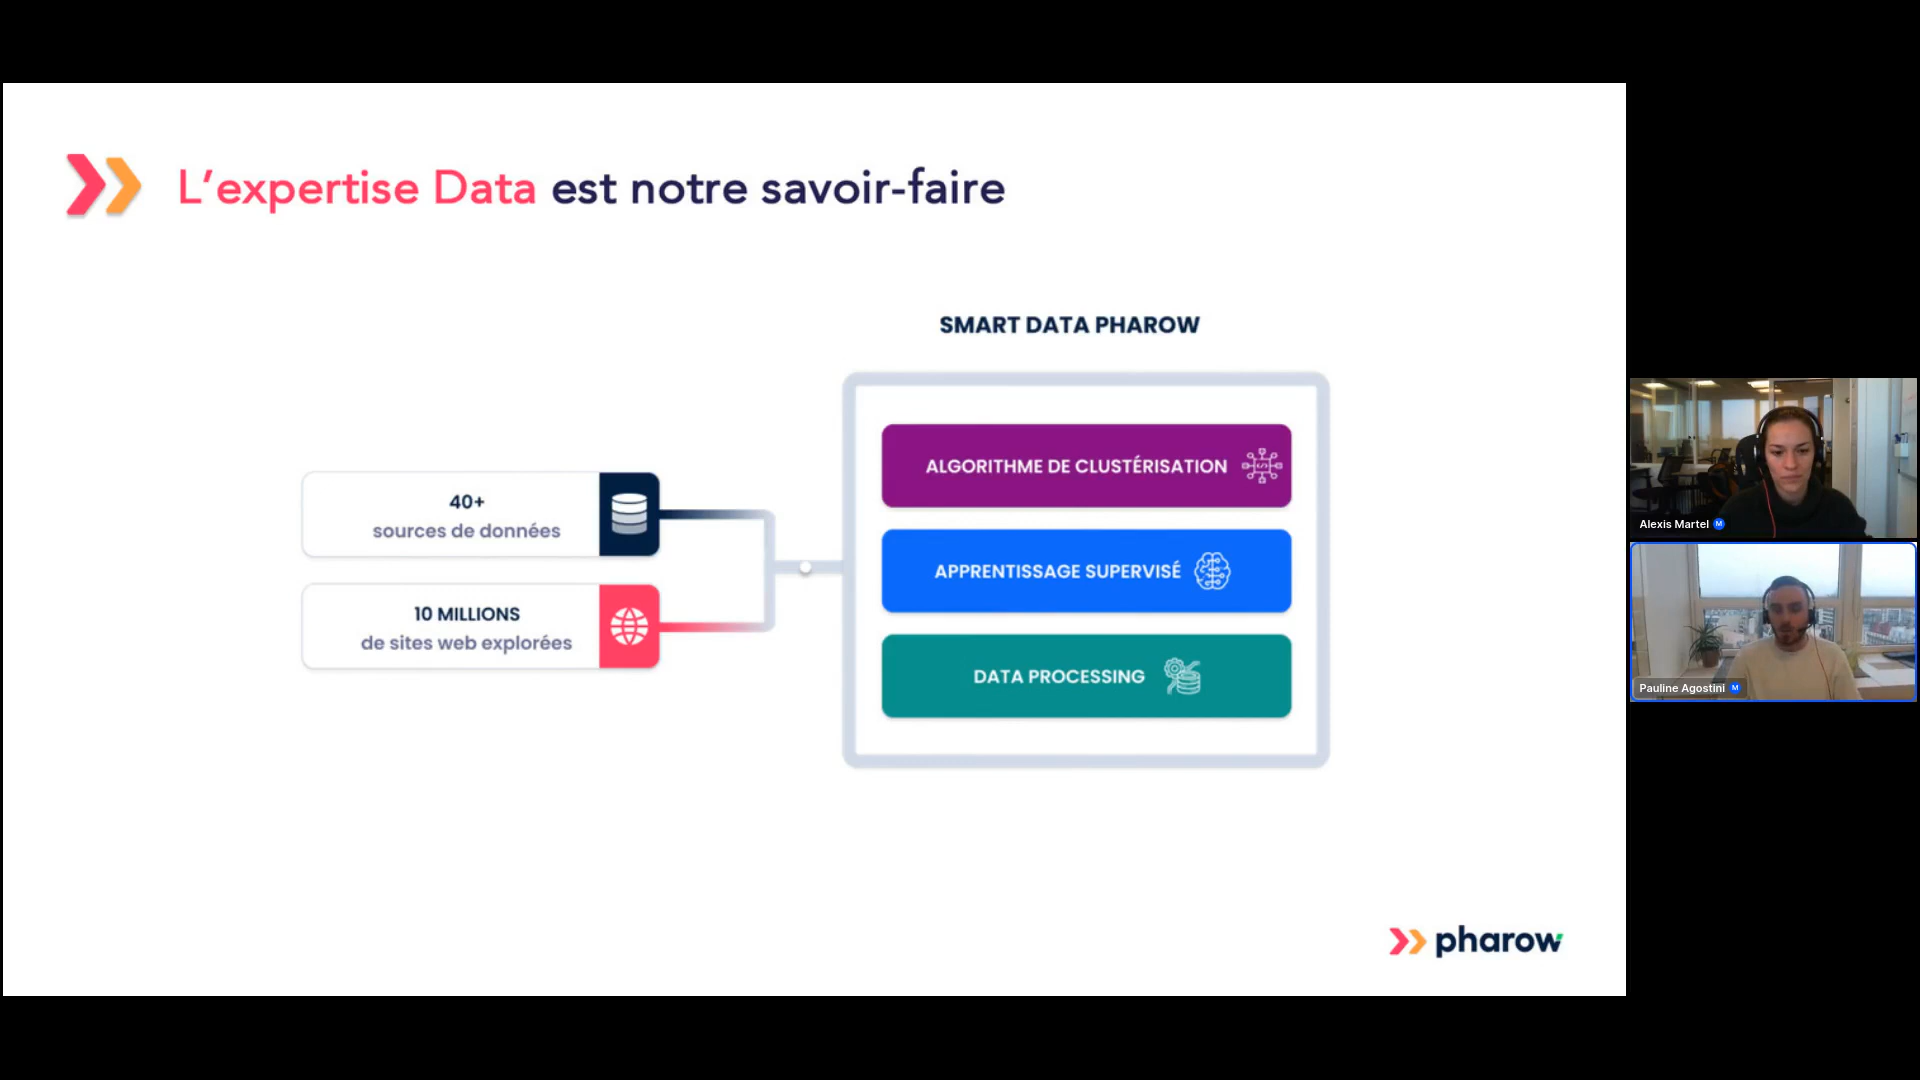 L'expertise Data est notre savoir-faire
SMART DATA PHAROW
40+
sources de données
10 MILLIONS
de sites web explorées
ALGORITHME DE CLUSTÉRISATION
APPRENTISSAGE SUPERVISÉ
DATA PROCESSING
pharow
Alexis Martel M
Pauline Agostini M